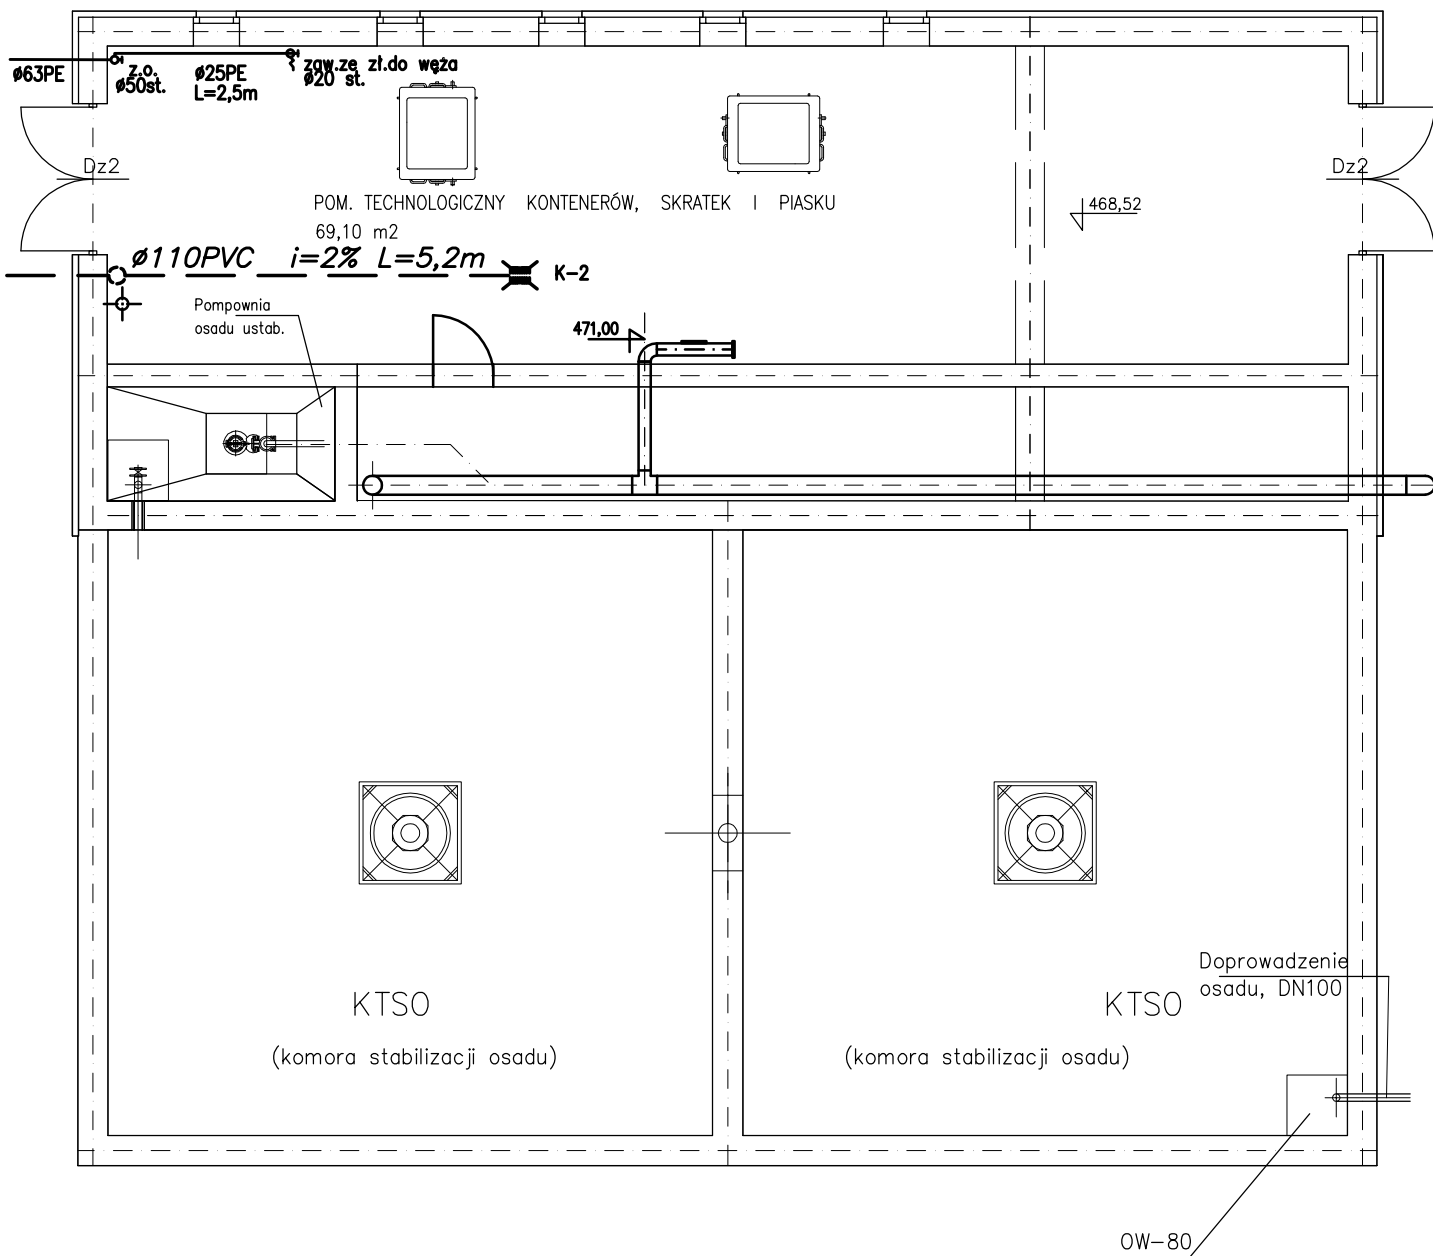 ø63PE
z.o.
ø50st.
ø25PE
L=2,5m
zaw.ze zł.do węża
ø20 st.
Dz2
Dz2
POM. TECHNOLOGICZNY KONTENERÓW, SKRATEK I PIASKU
69,10 m2
468,52
ø110PVC i=2% L=5,2m
K-2
Pompownia
osadu ustab.
471,00
Doprowadzenie
osadu, DN100
KTSO
(komora stabilizacji osadu)
KTSO
(komora stabilizacji osadu)
OW-80